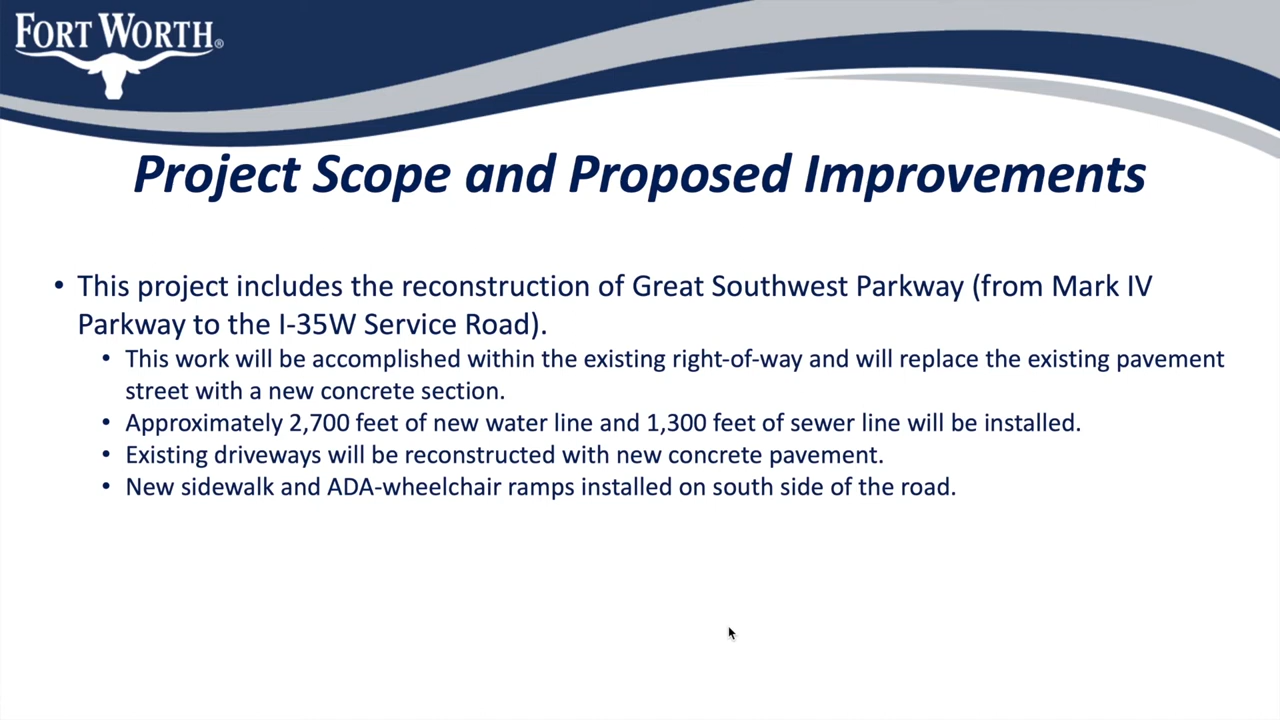 FORT WORTH®
Project Scope and Proposed Improvements
• This project includes the reconstruction of Great Southwest Parkway (from Mark IV
Parkway to the I-35W Service Road).
• This work will be accomplished within the existing right-of-way and will replace the existing pavement
street with a new concrete section.
• Approximately 2,700 feet of new water line and 1,300 feet of sewer line will be installed.
• Existing driveways will be reconstructed with new concrete pavement.
• New sidewalk and ADA-wheelchair ramps installed on south side of the road.